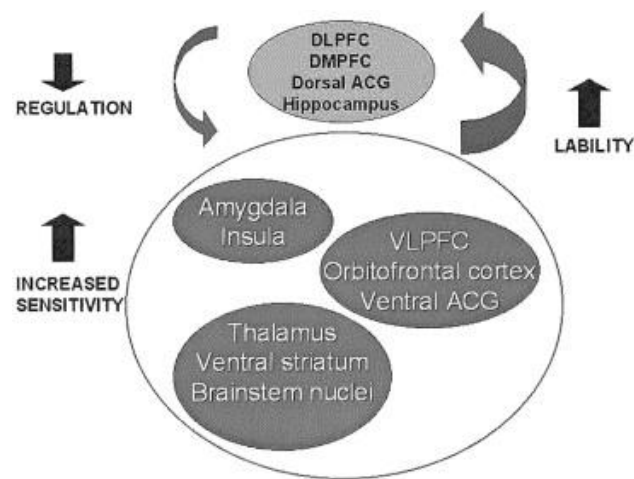 DLPFC
DMPFC
Dorsal ACG
Hippocampus
REGULATION
LABILITY
Amygdala
Insula
VLPFC
Orbitofrontal cortex
Ventral ACG
INCREASED
SENSITIVITY
Thalamus
Ventral striatum
Brainstem nuclei